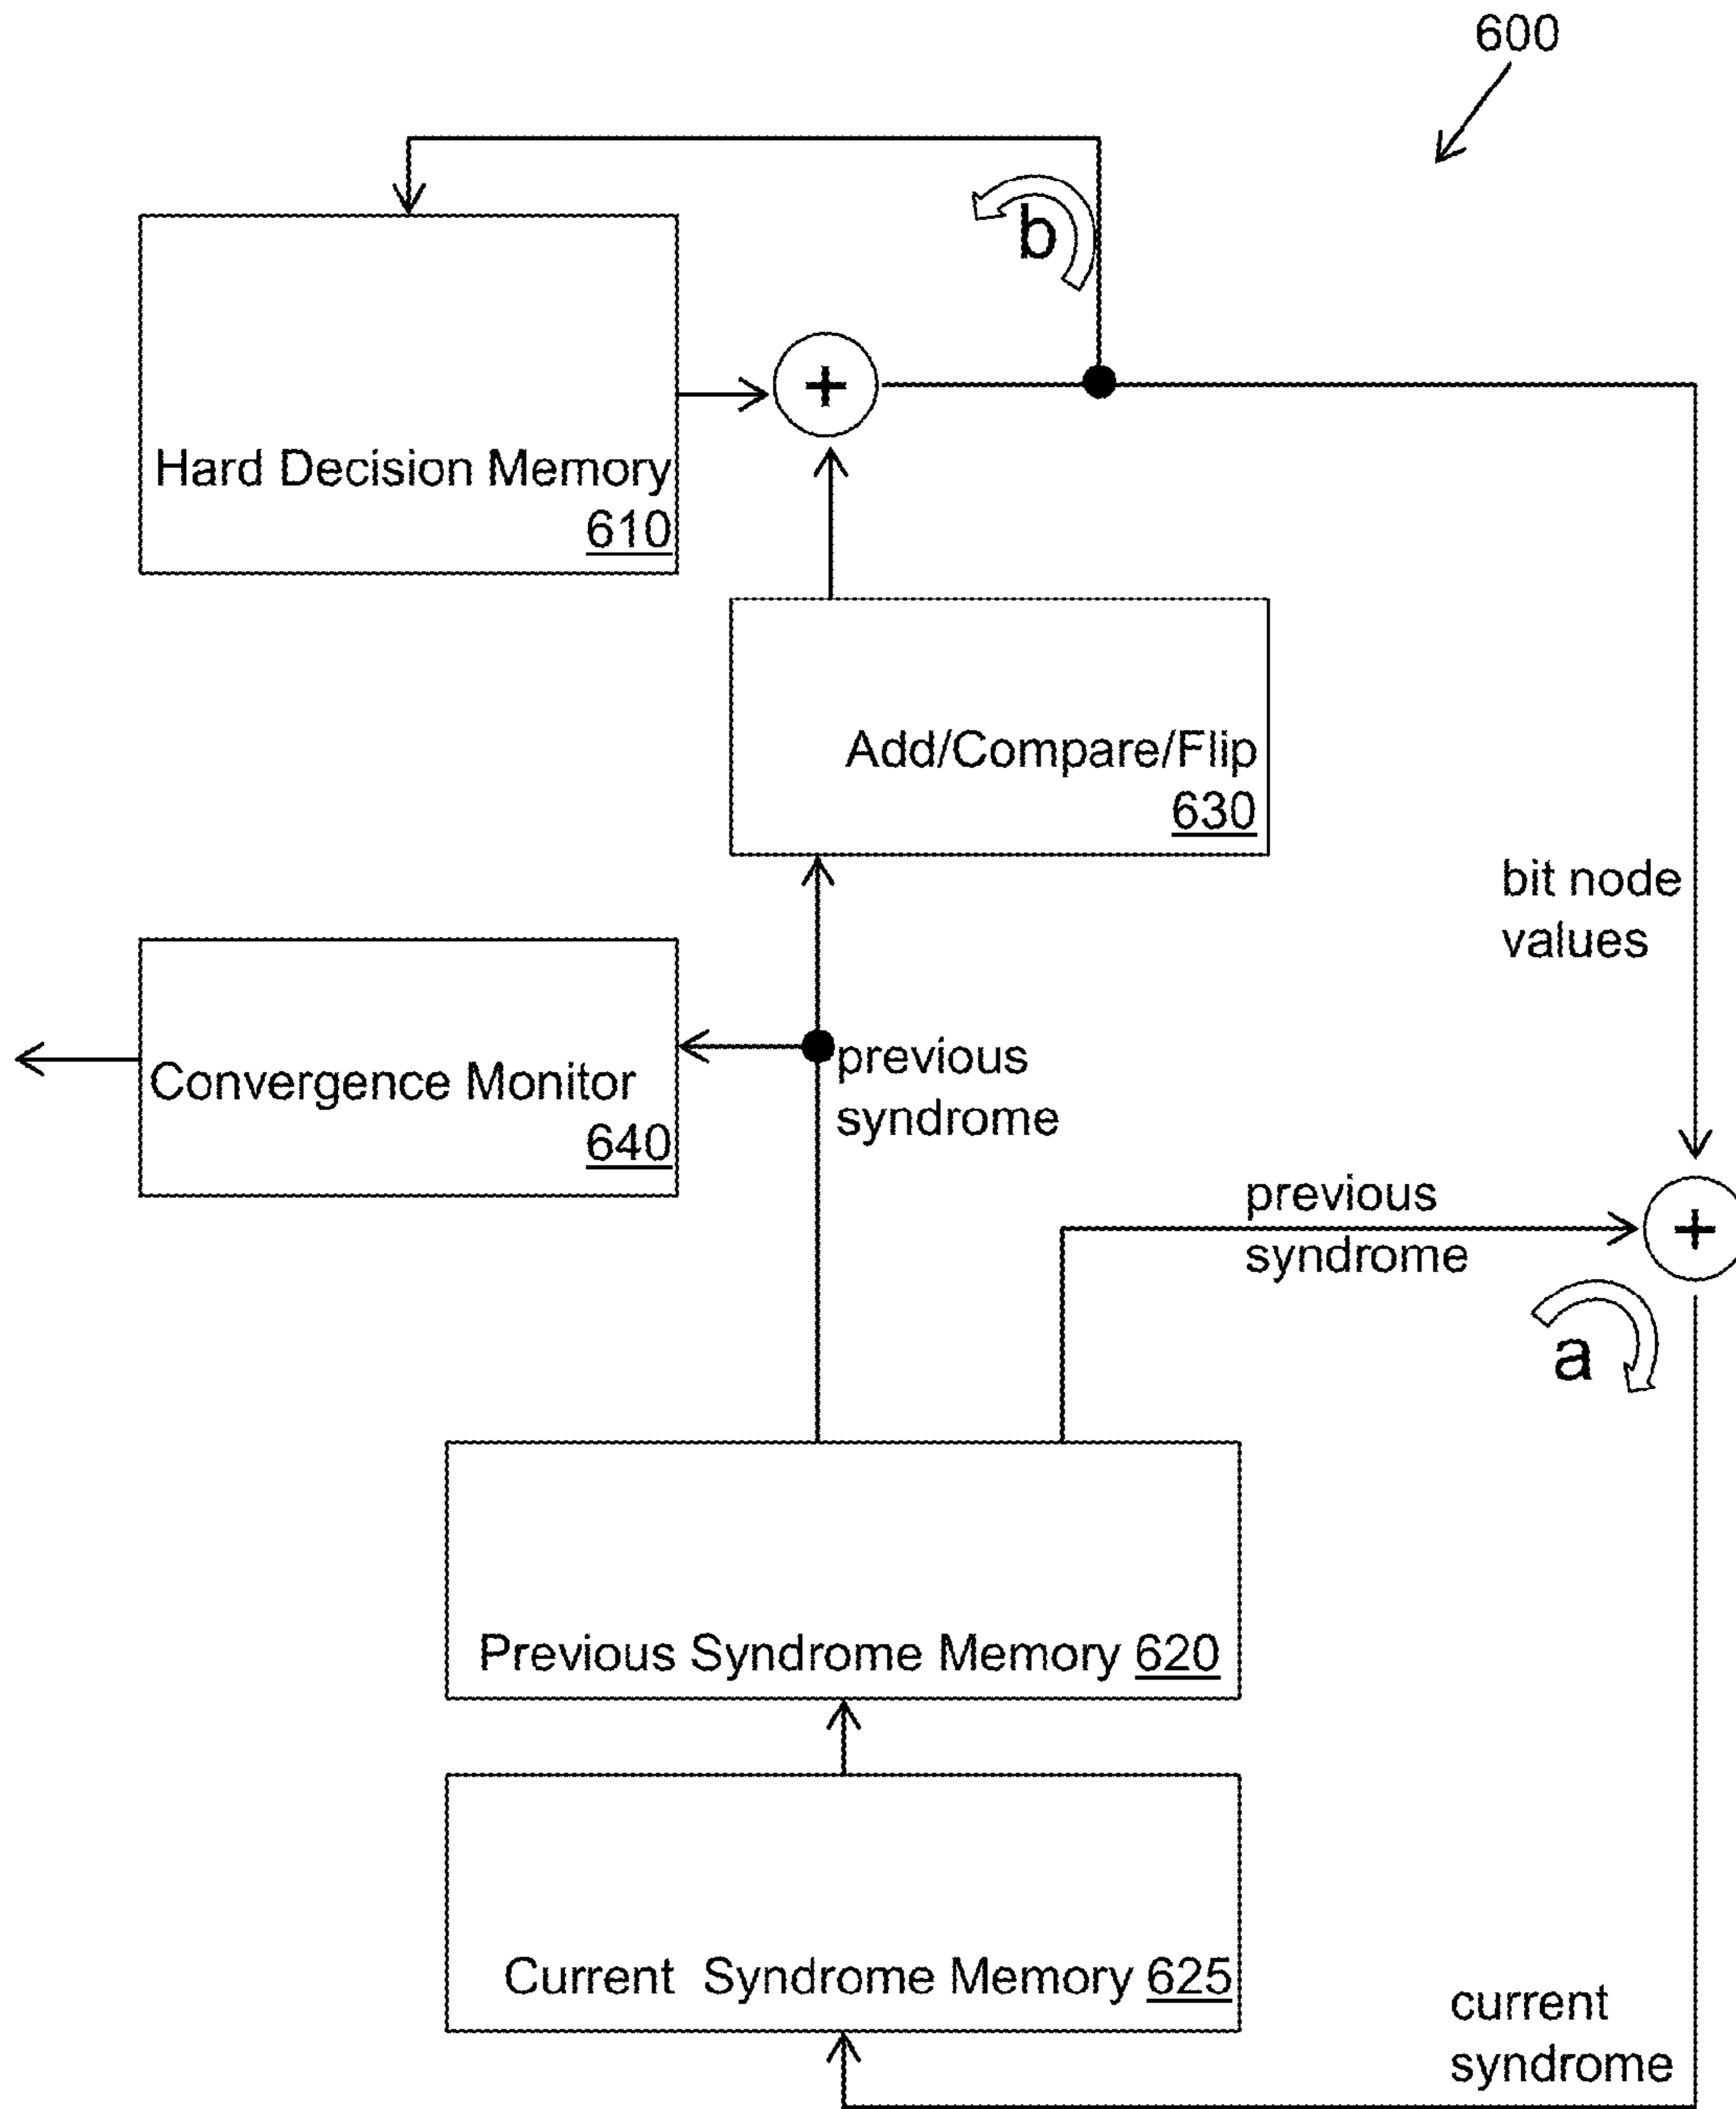 600
b
+
Hard Decision Memory
610
Add/Compare/Flip
630
bit node
values
Convergence Monitor
640
previous
syndrome
previous
syndrome
+
a
Previous Syndrome Memory 620
Current Syndrome Memory 625
current
syndrome